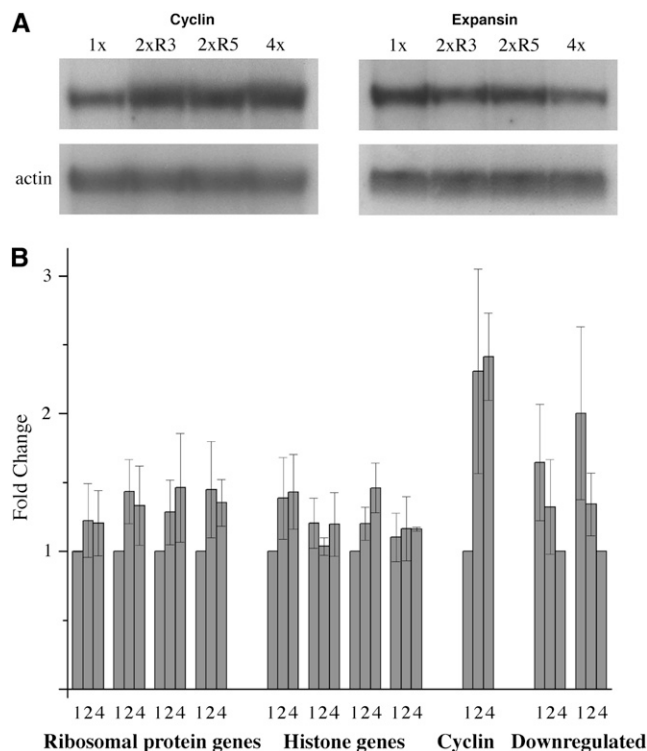 A Cyclin Expansin
1x 2xR3 2xR5 4x 1x 2xR3 2xR5 4x
actin
B
3
2
1
Fold Change
124 124 124 124 124 124 124 124 124 124 124
Ribosomal protein genes Histone genes Cyclin Downregulated